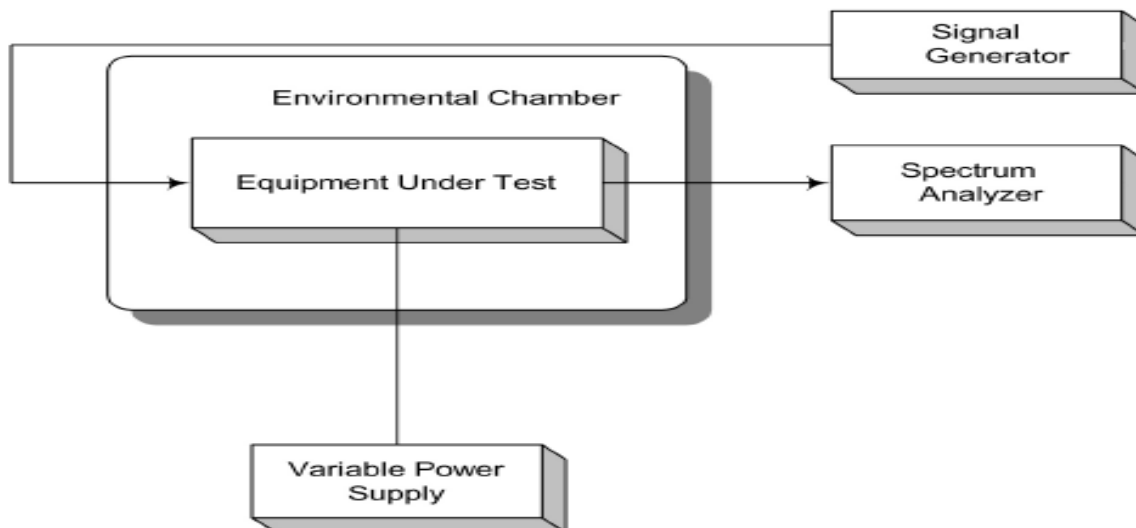 Signal
Generator
Environmental Chamber
Equipment Under Test
Spectrum
Analyzer
Variable Power
Supply